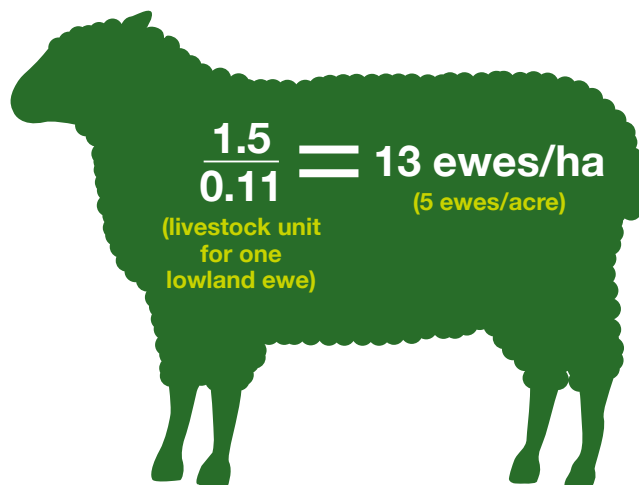 1.5
0.11
(livestock unit
for one
lowland ewe)
= 13 ewes/ha
(5 ewes/acre)